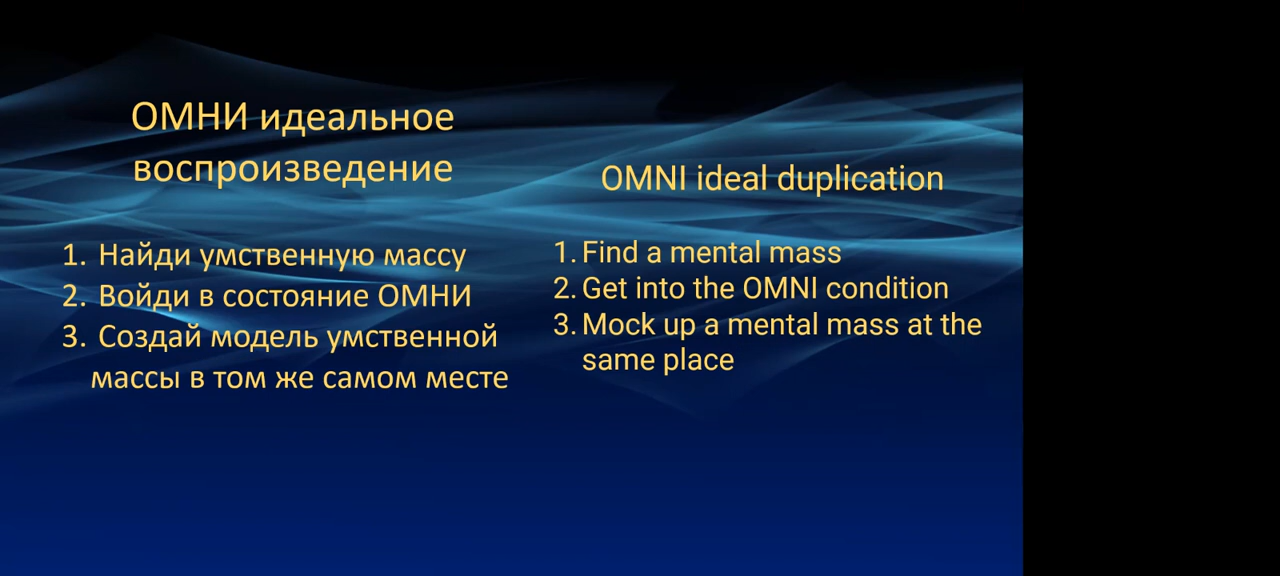 ОМНИ идеальное
воспроизведение
1. Найди умственную массу
2. Войди в состояние ОМНИ
3. Создай модель умственной
массы в том же самом месте
OMNI ideal duplication
1. Find a mental mass
2. Get into the OMNI condition
3. Mock up a mental mass at the
same place